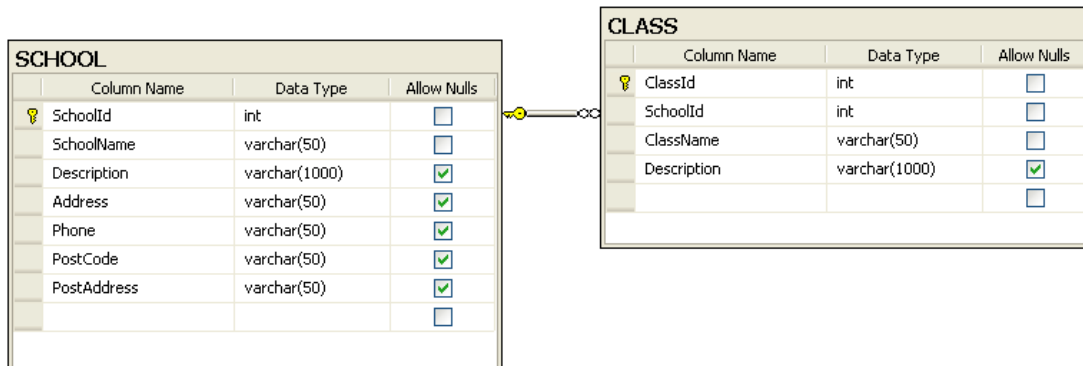 SCHOOL
Column Name Data Type Allow Nulls
SchoolId int
SchoolName varchar(50)
Description varchar(1000)
Address varchar(50)
Phone varchar(50)
PostCode varchar(50)
PostAddress varchar(50)
CLASS
Column Name Data Type Allow Nulls
ClassId int
SchoolId int
ClassName varchar(50)
Description varchar(1000)